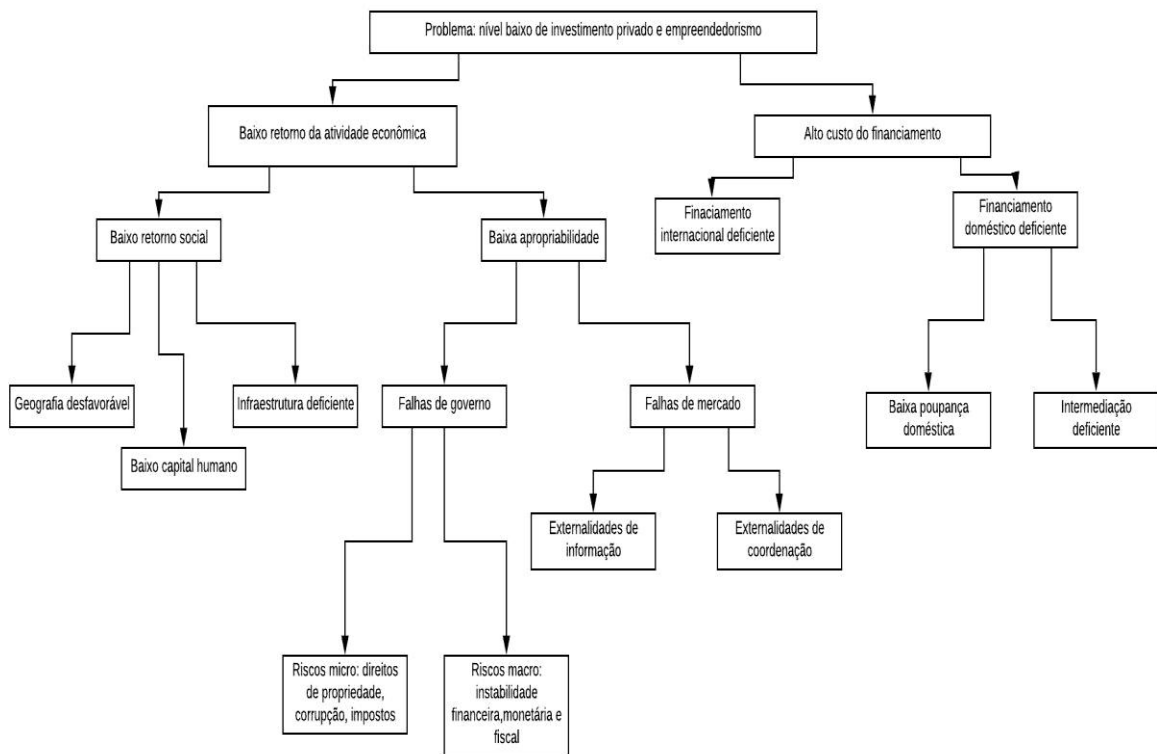 Problema: nível baixo de investimento privado e empreendedorismo
Baixo retorno da atividade econômica
Alto custo do financiamento
Baixo retorno social
Baixa apropriabilidade
Finaciamento
internacional deficiente
Financiamento
doméstico deficiente
Geografia desfavorável
Baixo capital humano
Infraestrutura deficiente
Falhas de governo
Falhas de mercado
Baixa poupança
doméstica
Intermediação
deficiente
Externalidades de
informação
Externalidades de
coordenação
Riscos micro: direitos
de propriedade,
corrupção, impostos
Riscos macro:
instabilidade
financeira,monetária e
fiscal